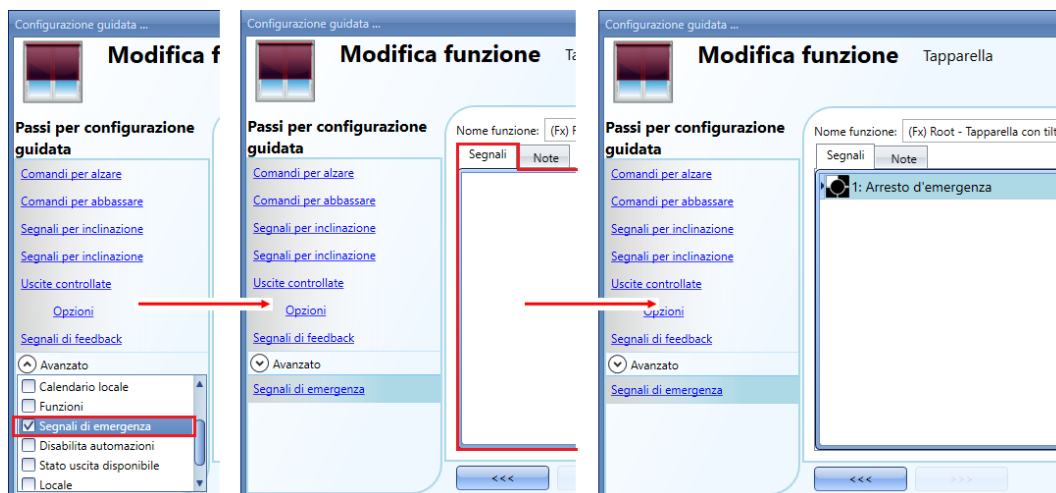 Configurazione guidata ...
Modifica f
Passi per configurazione
guidata
Comandi per alzare
Comandi per abbassare
Segnali per inclinazione
Segnali per inclinazione
Uscite controllate
Opzioni
Segnali di feedback
Avanzato
Calendario locale
Funzioni
Segnali di emergenza
Disabilita automazioni
Stato uscita disponibile
Locale
Configurazione guidata ...
Modifica funzione Ta
Passi per configurazione
guidata
Comandi per alzare
Comandi per abbassare
Segnali per inclinazione
Segnali per inclinazione
Uscite controllate
Opzioni
Segnali di feedback
Avanzato
Segnali di emergenza
Nome funzione: (Fx) F
Segnali Note
<<<
Configurazione guidata ...
Modifica funzione Tapparella
Passi per configurazione
guidata
Comandi per alzare
Comandi per abbassare
Segnali per inclinazione
Segnali per inclinazione
Uscite controllate
Opzioni
Segnali di feedback
Avanzato
Segnali di emergenza
Nome funzione: (Fx) Root - Tapparella con tilt
Segnali Note
1: Arresto d'emergenza
<<< >>>